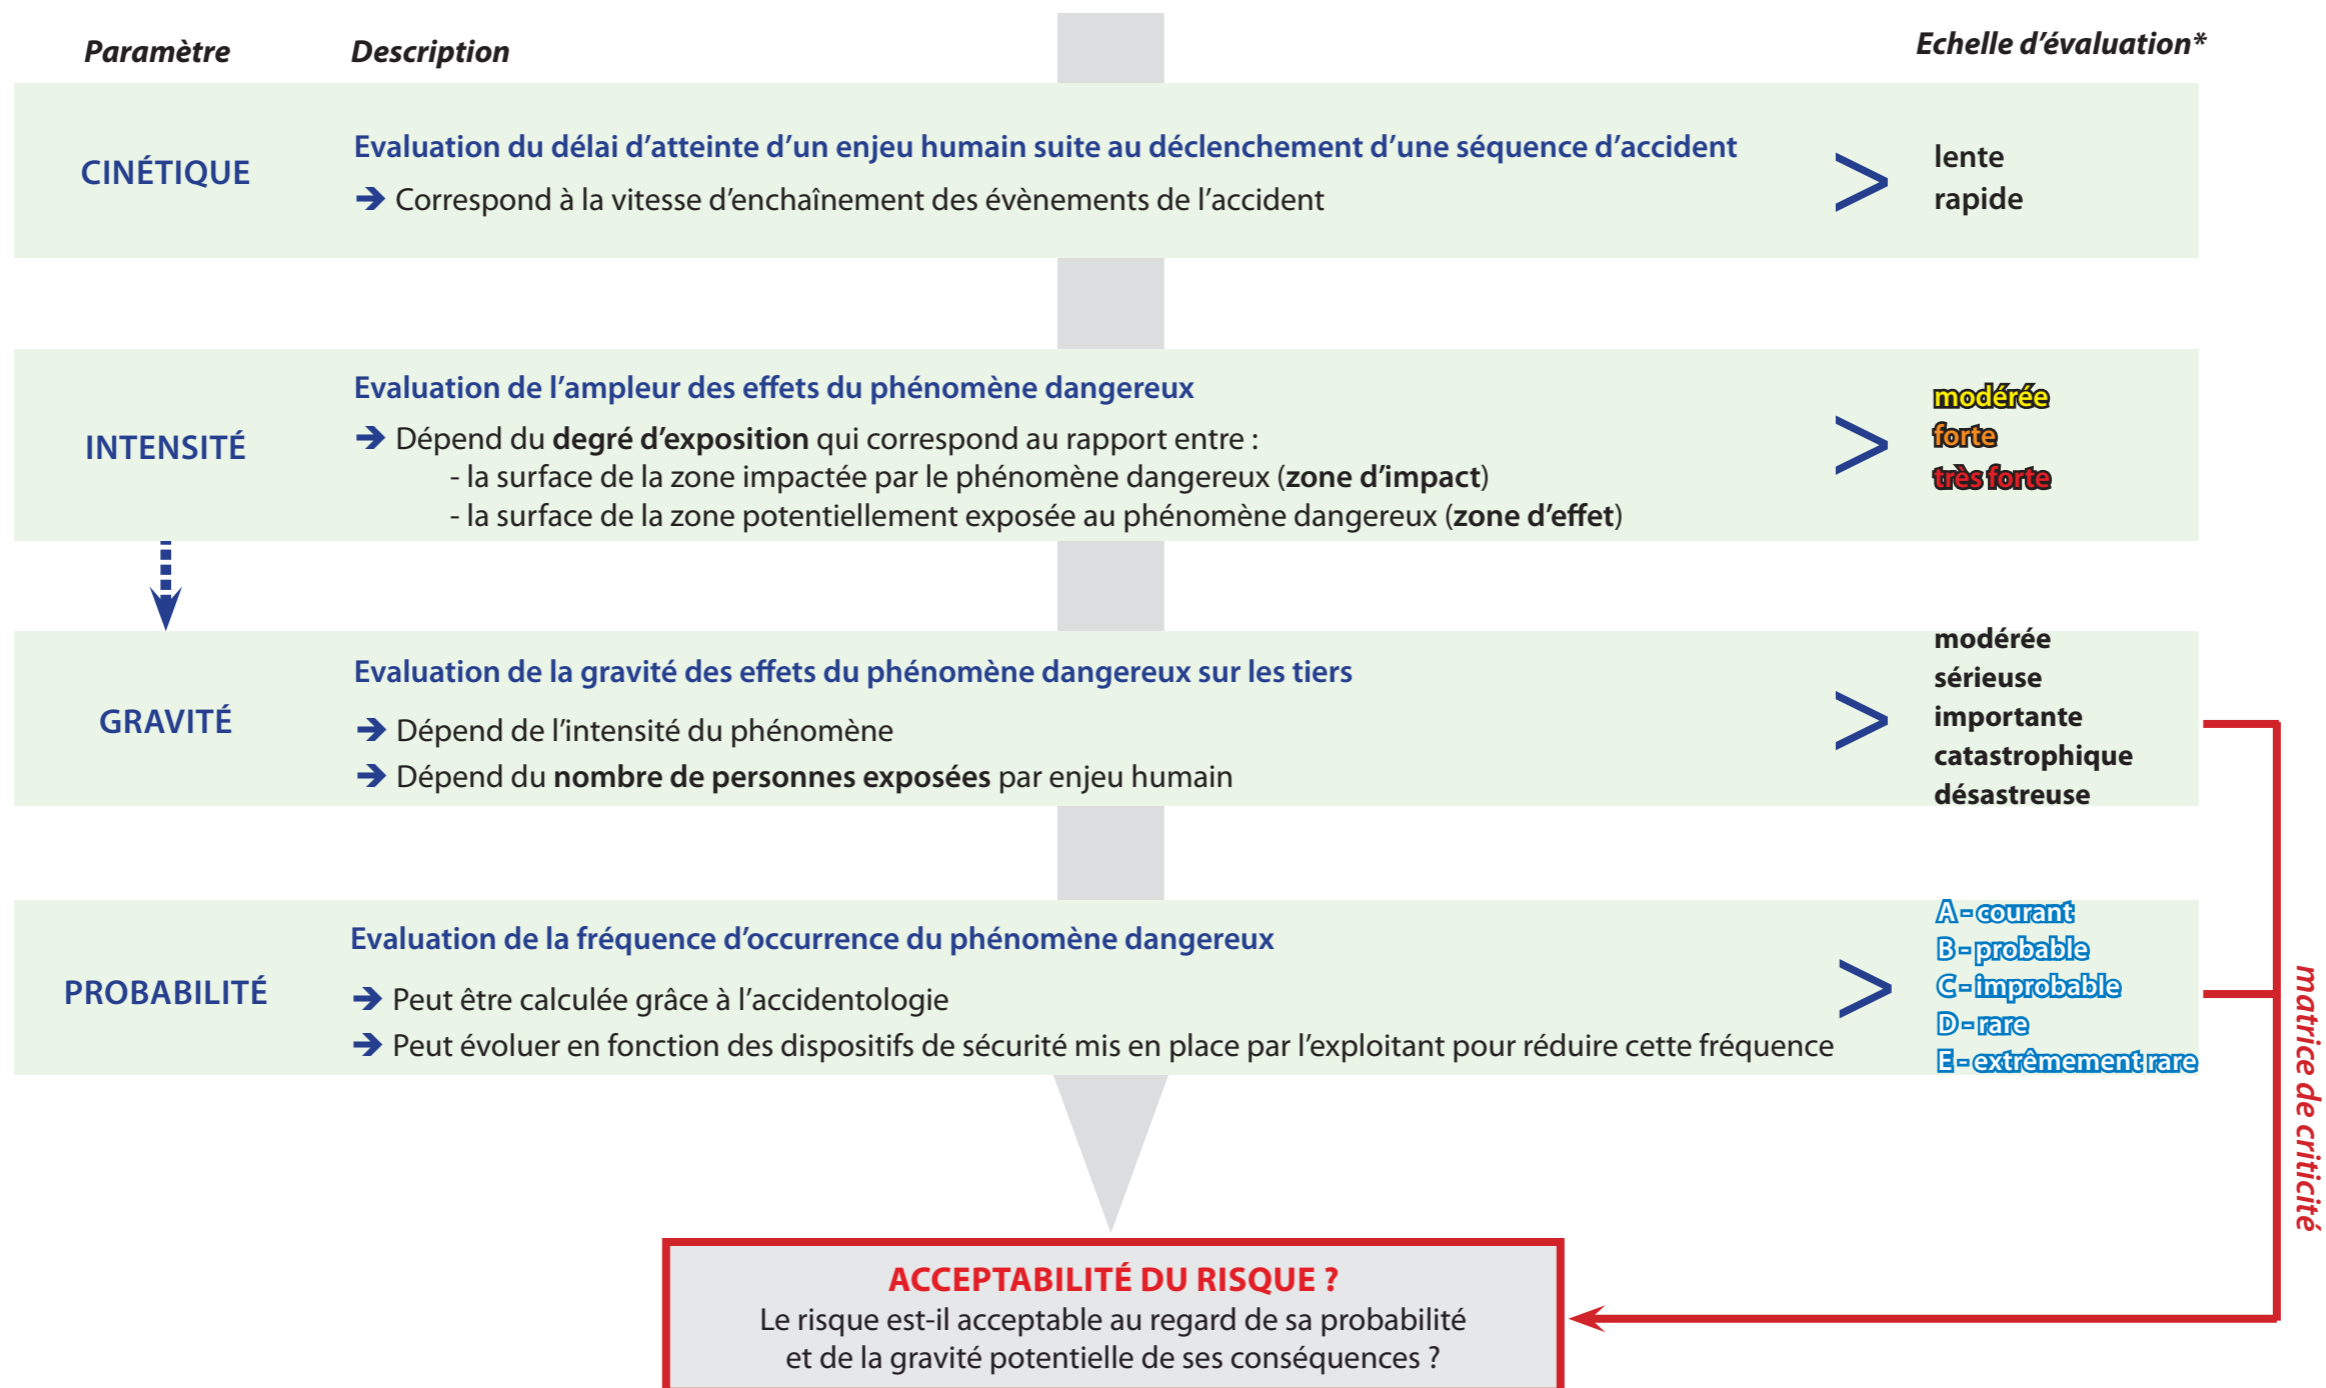 Paramètre Description Echelle d’évaluation*
CINÉTIQUE
Evaluation du délai d’atteinte d’un enjeu humain suite au déclenchement d’une séquence d’accident
➔ Correspond à la vitesse d’enchaînement des évènements de l’accident
>
lente
rapide
INTENSITÉ
Evaluation de l’ampleur des effets du phénomène dangereux
➔ Dépend du degré d’exposition qui correspond au rapport entre :
- la surface de la zone impactée par le phénomène dangereux (zone d’impact)
- la surface de la zone potentiellement exposée au phénomène dangereux (zone d’effet)
>
modérée
forte
très forte
GRAVITÉ
Evaluation de la gravité des effets du phénomène dangereux sur les tiers
➔ Dépend de l’intensité du phénomène
➔ Dépend du nombre de personnes exposées par enjeu humain
>
modérée
sérieuse
importante
catastrophique
désastreuse
PROBABILITÉ
Evaluation de la fréquence d’occurrence du phénomène dangereux
➔ Peut être calculée grâce à l’accidentologie
➔ Peut évoluer en fonction des dispositifs de sécurité mis en place par l’exploitant pour réduire cette fréquence
>
A - courant
B - probable
C - improbable
D - rare
E - extrêmement rare
matrice de criticité
ACCEPTABILITÉ DU RISQUE ?
Le risque est-il acceptable au regard de sa probabilité
et de la gravité potentielle de ses conséquences ?